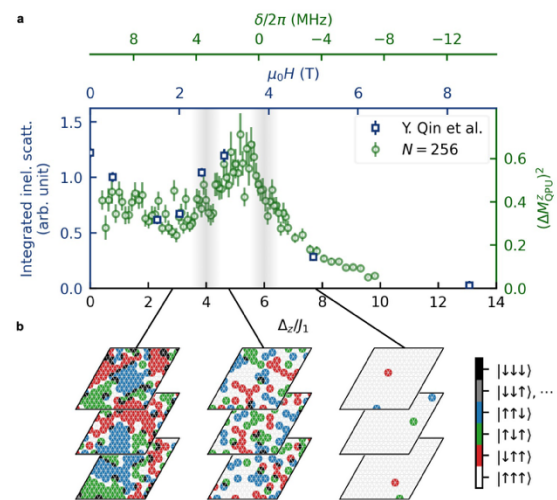 a
δ/2π (MHz)
8 4 0 −4 −8 −12
μ₀H (T)
0 2 4 6 8
Integrated inel. scatt.
(arb. unit)
1.5
1.0
0.5
0.0
Y. Qin et al.
N = 256
0.6
0.4
0.2
0.0
(ΔM^z_QPU)²
0 2 4 6 8 10 12 14
Δ_z/J₁
b
|↓↓↓⟩
|↓↓↑⟩, ⋯
|↑↑↓⟩
|↑↓↑⟩
|↓↑↑⟩
|↑↑↑⟩